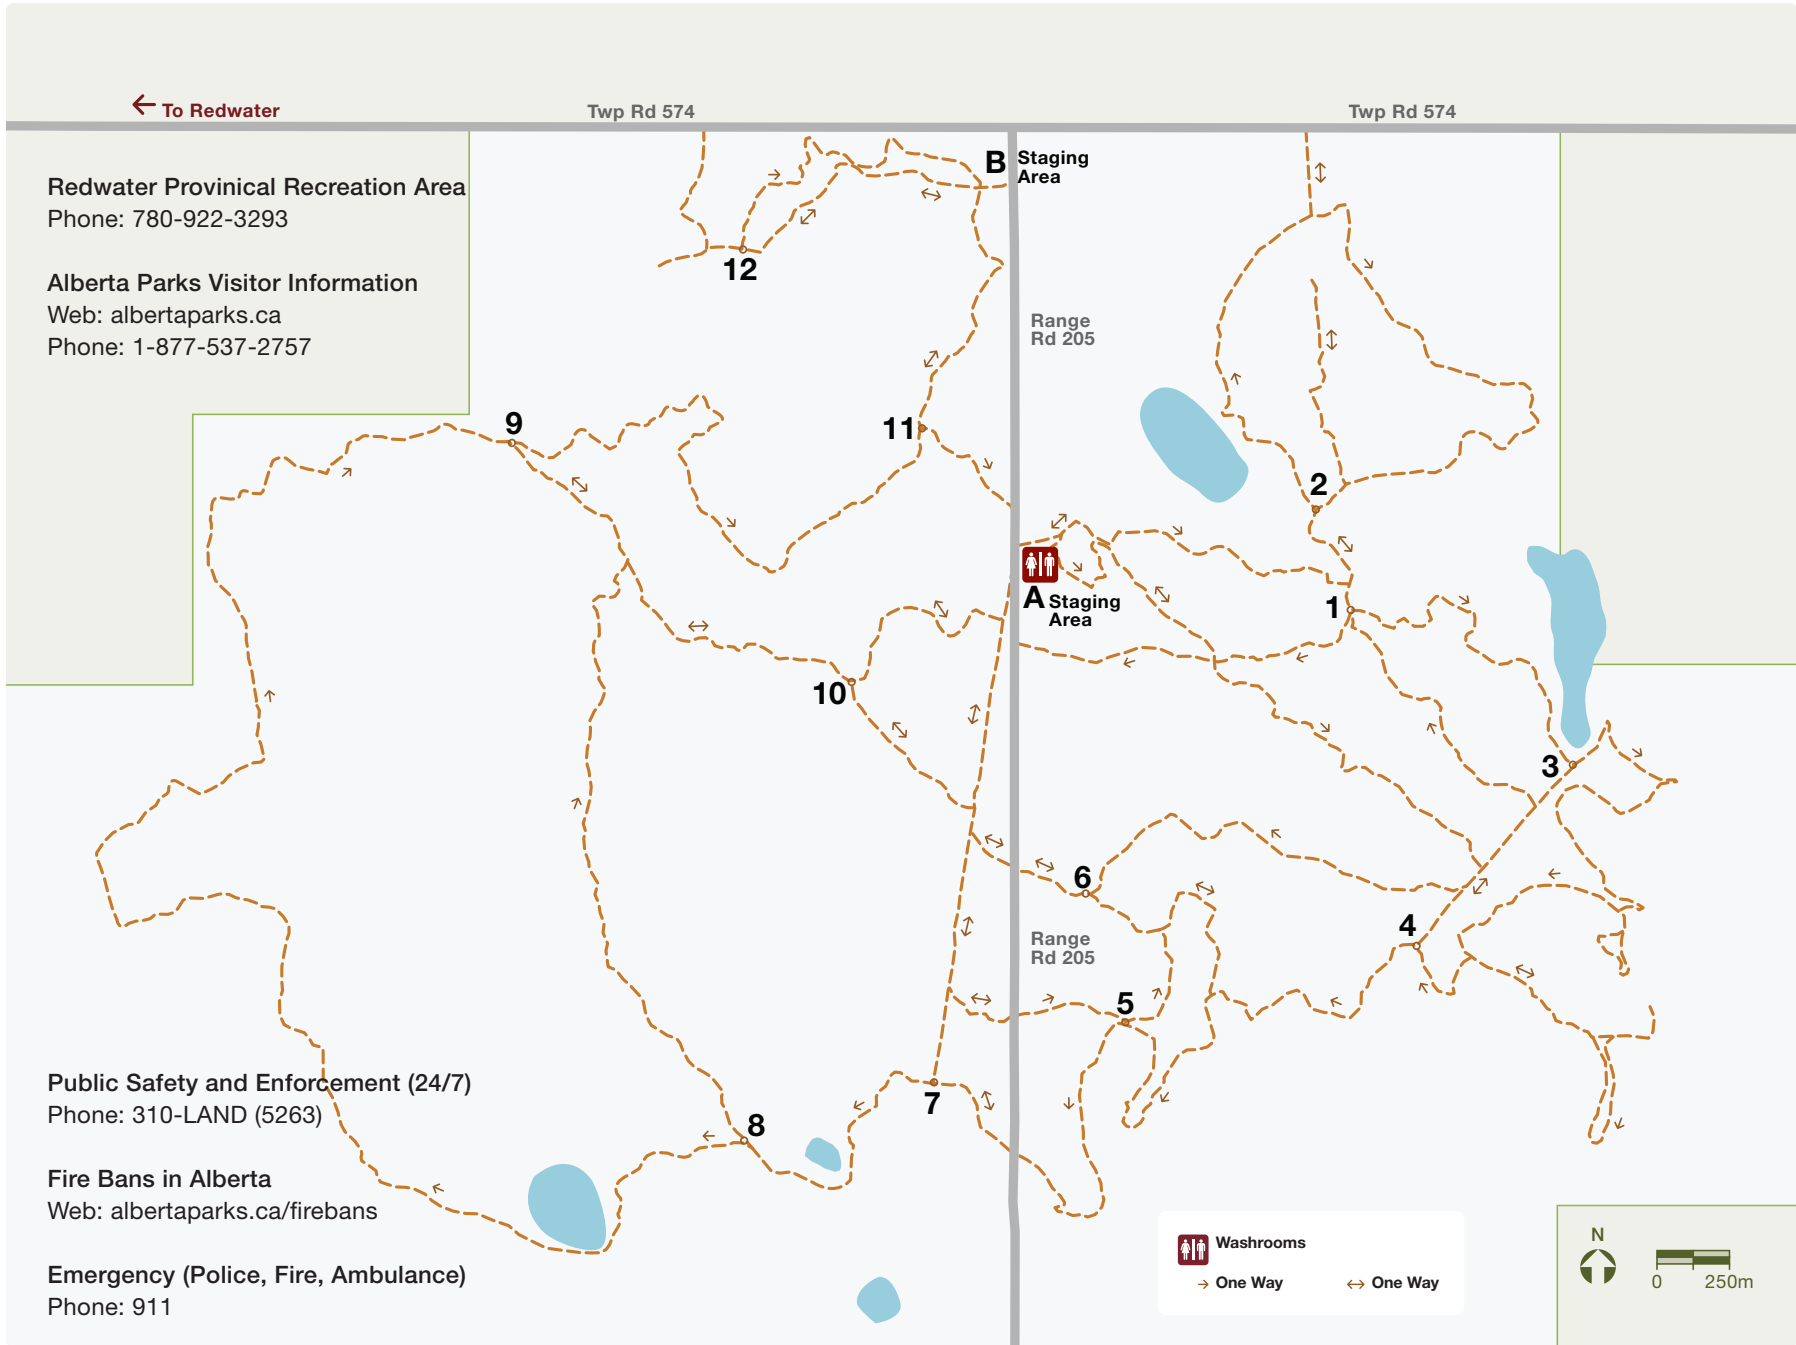 To Redwater
Twp Rd 574
Twp Rd 574
B
Staging
Area
Redwater Provinical Recreation Area
Phone: 780-922-3293
Alberta Parks Visitor Information
Web: albertaparks.ca
Phone: 1-877-537-2757
12
Range
Rd 205
9
11
2
A
Staging
Area
1
10
3
6
4
Range
Rd 205
5
7
8
Public Safety and Enforcement (24/7)
Phone: 310-LAND (5263)
Fire Bans in Alberta
Web: albertaparks.ca/firebans
Emergency (Police, Fire, Ambulance)
Phone: 911
Washrooms
One Way
One Way
N
0 250m